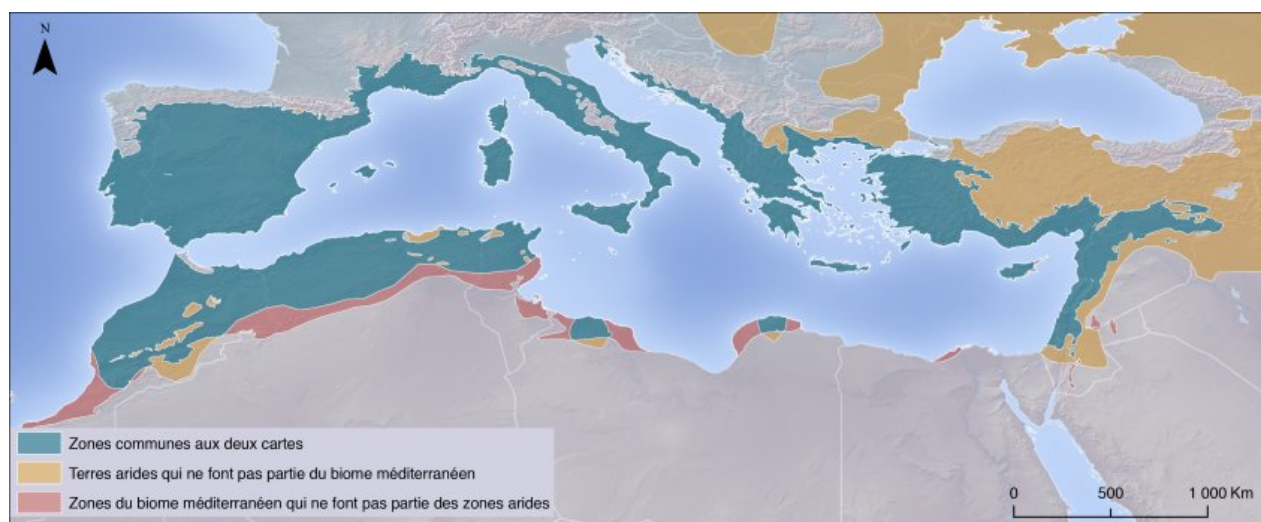 N
Zones communes aux deux cartes
Terres arides qui ne font pas partie du biome méditerranéen
Zones du biome méditerranéen qui ne font pas partie des zones arides
0 500 1 000 Km